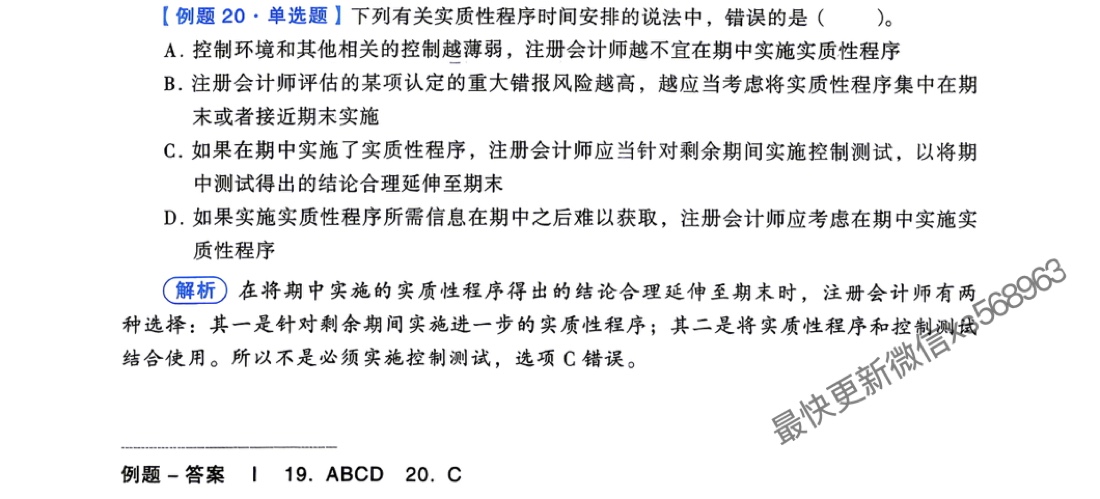 【例题 20·单选题】下列有关实质性程序时间安排的说法中，错误的是（　　）。
A. 控制环境和其他相关的控制越薄弱，注册会计师越不宜在期中实施实质性程序
B. 注册会计师评估的某项认定的重大错报风险越高，越应当考虑将实质性程序集中在期
末或者接近期末实施
C. 如果在期中实施了实质性程序，注册会计师应当针对剩余期间实施控制测试，以将期
中测试得出的结论合理延伸至期末
D. 如果实施实质性程序所需信息在期中之后难以获取，注册会计师应考虑在期中实施实
质性程序
解析 在将期中实施的实质性程序得出的结论合理延伸至期末时，注册会计师有两
种选择：其一是针对剩余期间实施进一步的实质性程序；其二是将实质性程序和控制测试
结合使用。所以不是必须实施控制测试，选项 C 错误。
最快更新微信x3568963
例题 – 答案 | 19. ABCD 20. C